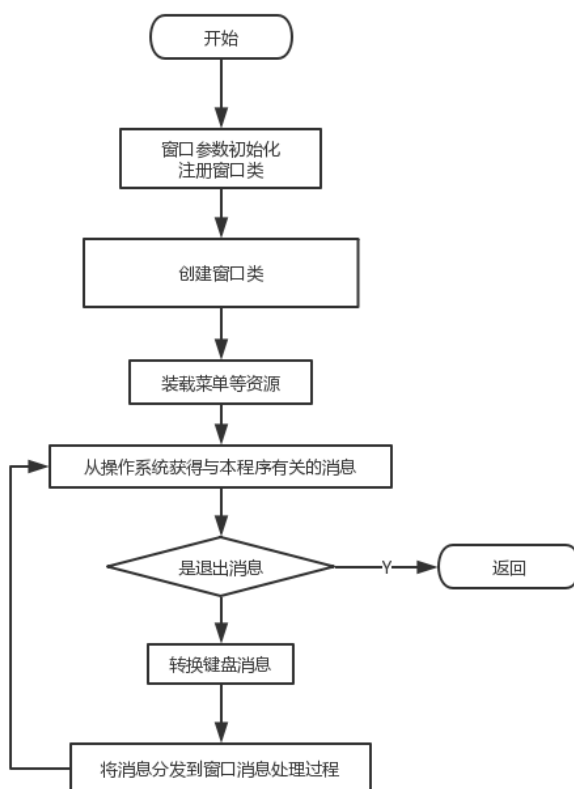 开始
窗口参数初始化
注册窗口类
创建窗口类
装载菜单等资源
从操作系统获得与本程序有关的消息
是退出消息
Y
返回
转换键盘消息
将消息分发到窗口消息处理过程